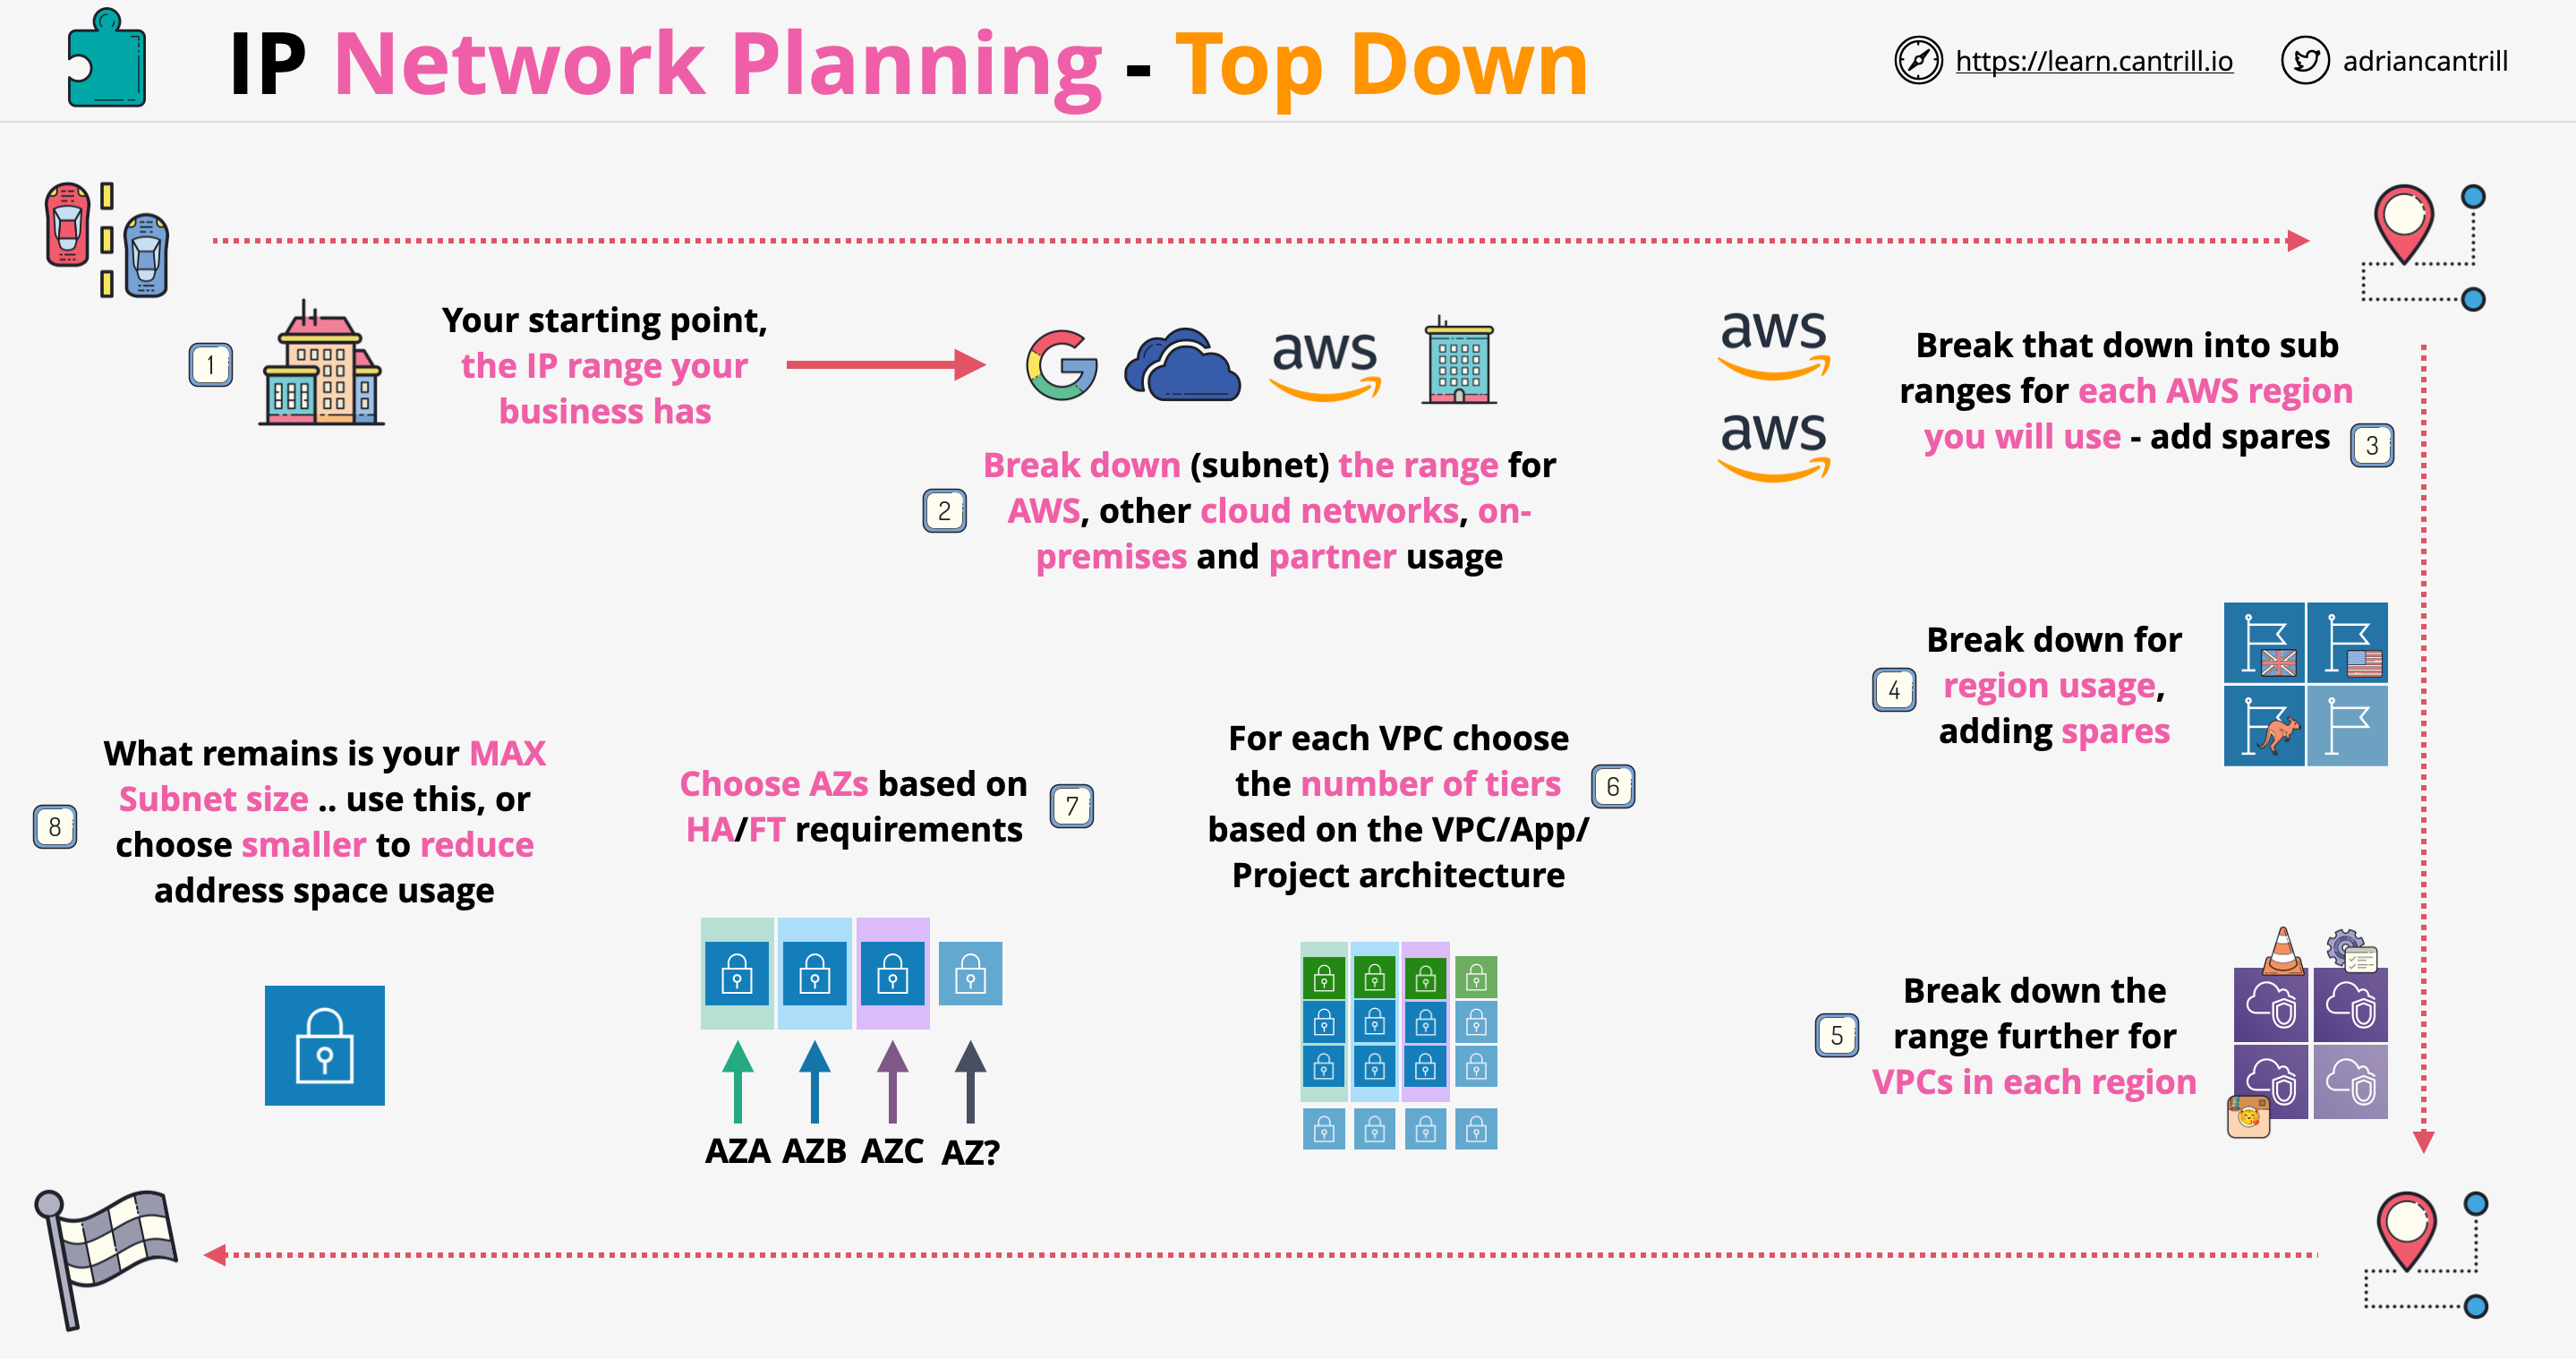 IP Network Planning - Top Down
https://learn.cantrill.io
adriancantrill
1
Your starting point,
the IP range your
business has
aws
2
Break down (subnet) the range for
AWS, other cloud networks, on-
premises and partner usage
aws
aws
Break that down into sub
ranges for each AWS region
you will use - add spares
3
4
Break down for
region usage,
adding spares
5
Break down the
range further for
VPCs in each region
For each VPC choose
the number of tiers
based on the VPC/App/
Project architecture
6
Choose AZs based on
HA/FT requirements
7
AZA AZB AZC AZ?
8
What remains is your MAX
Subnet size .. use this, or
choose smaller to reduce
address space usage